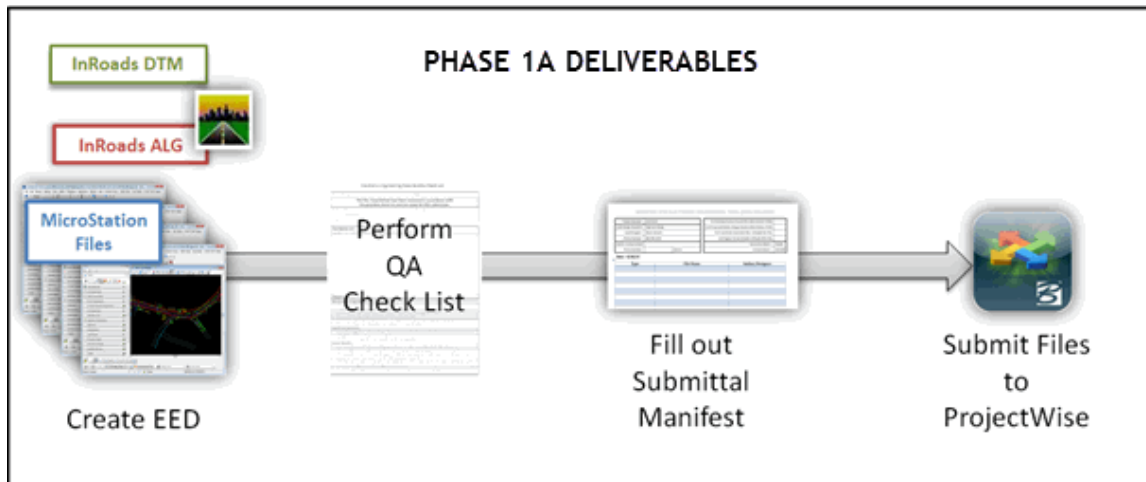 PHASE 1A DELIVERABLES
InRoads DTM
InRoads ALG
MicroStation
Files
Create EED
Perform
QA
Check List
Fill out
Submittal
Manifest
Submit Files
to
ProjectWise